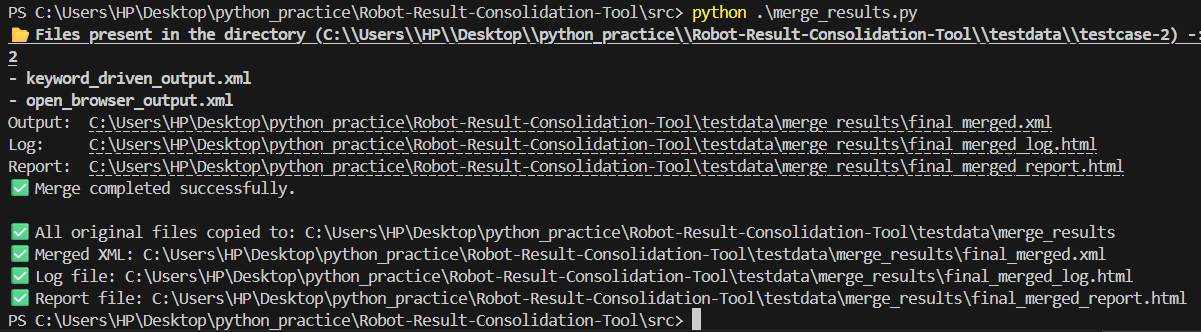 PS C:\Users\HP\Desktop\python_practice\Robot-Result-Consolidation-Tool\src> python .\merge_results.py
📂 Files present in the directory (C:\\Users\\HP\\Desktop\\python_practice\\Robot-Result-Consolidation-Tool\\testdata\\testcase-2) -:
2
- keyword_driven_output.xml
- open_browser_output.xml
Output:  C:\Users\HP\Desktop\python_practice\Robot-Result-Consolidation-Tool\testdata\merge_results\final_merged.xml
Log:     C:\Users\HP\Desktop\python_practice\Robot-Result-Consolidation-Tool\testdata\merge_results\final_merged_log.html
Report:  C:\Users\HP\Desktop\python_practice\Robot-Result-Consolidation-Tool\testdata\merge_results\final_merged_report.html
✅ Merge completed successfully.

✅ All original files copied to: C:\Users\HP\Desktop\python_practice\Robot-Result-Consolidation-Tool\testdata\merge_results
✅ Merged XML: C:\Users\HP\Desktop\python_practice\Robot-Result-Consolidation-Tool\testdata\merge_results\final_merged.xml
✅ Log file: C:\Users\HP\Desktop\python_practice\Robot-Result-Consolidation-Tool\testdata\merge_results\final_merged_log.html
✅ Report file: C:\Users\HP\Desktop\python_practice\Robot-Result-Consolidation-Tool\testdata\merge_results\final_merged_report.html
PS C:\Users\HP\Desktop\python_practice\Robot-Result-Consolidation-Tool\src>